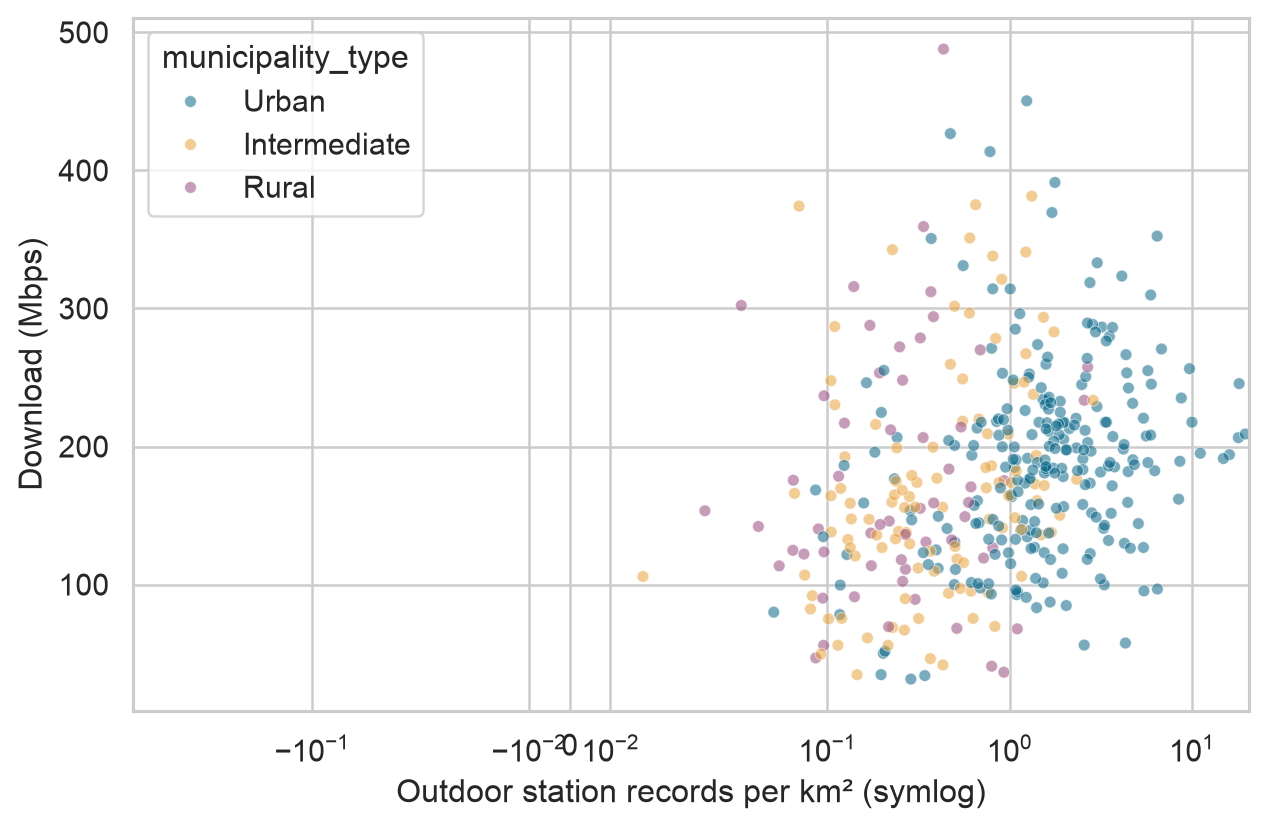 500
400
300
200
100
Download (Mbps)
municipality_type
Urban
Intermediate
Rural
−10⁻¹ −10⁻² 0 10⁻² 10⁻¹ 10⁰ 10¹
Outdoor station records per km² (symlog)